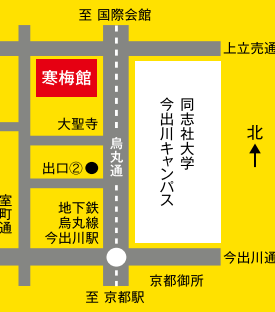 至 国際会館
上立売通
寒梅館
大聖寺
烏丸通
同志社大学
今出川キャンパス
北
出口②
室町通
地下鉄
烏丸線
今出川駅
今出川通
京都御所
至 京都駅